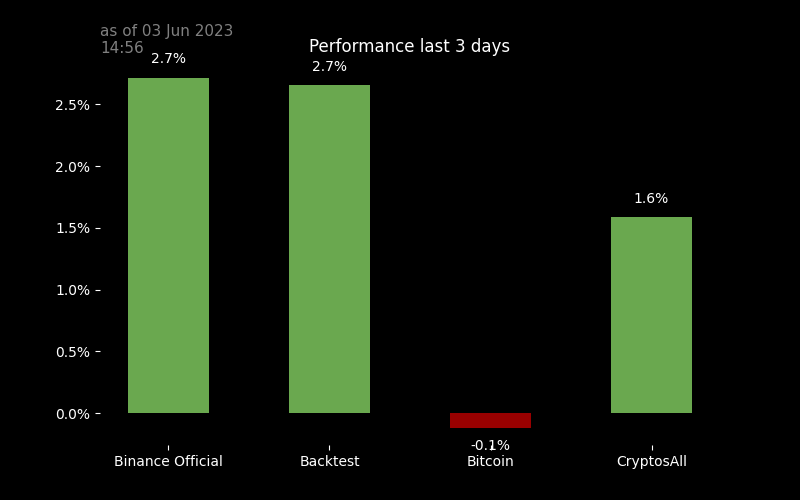 as of 03 Jun 2023
14:56
Performance last 3 days
2.7%
2.7%
1.6%
-0.1%
2.5%
2.0%
1.5%
1.0%
0.5%
0.0%
Binance Official
Backtest
Bitcoin
CryptosAll